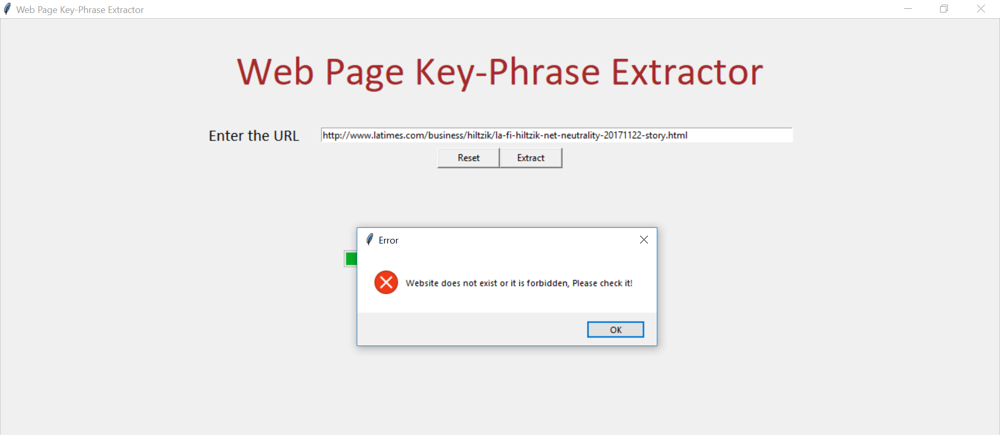 Web Page Key-Phrase Extractor
Web Page Key-Phrase Extractor
Enter the URL http://www.latimes.com/business/hiltzik/la-fi-hiltzik-net-neutrality-20171122-story.html
Reset Extract
Error
Website does not exist or it is forbidden, Please check it!
OK